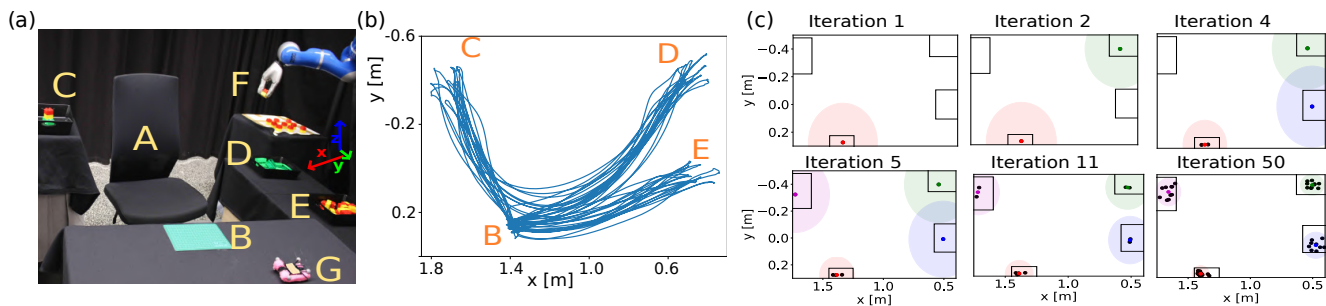 (a)
C
F
A
z
x
y
D
E
B
G
(b)
-0.6
-0.2
0.2
y [m]
C
D
E
B
1.8
1.4
1.0
0.6
x [m]
(c)
Iteration 1
Iteration 2
Iteration 4
y [m]
−0.4
−0.2
0.0
0.2
Iteration 5
Iteration 11
Iteration 50
y [m]
−0.4
−0.2
0.0
0.2
1.5
1.0
0.5
x [m]
1.5
1.0
0.5
x [m]
1.5
1.0
0.5
x [m]